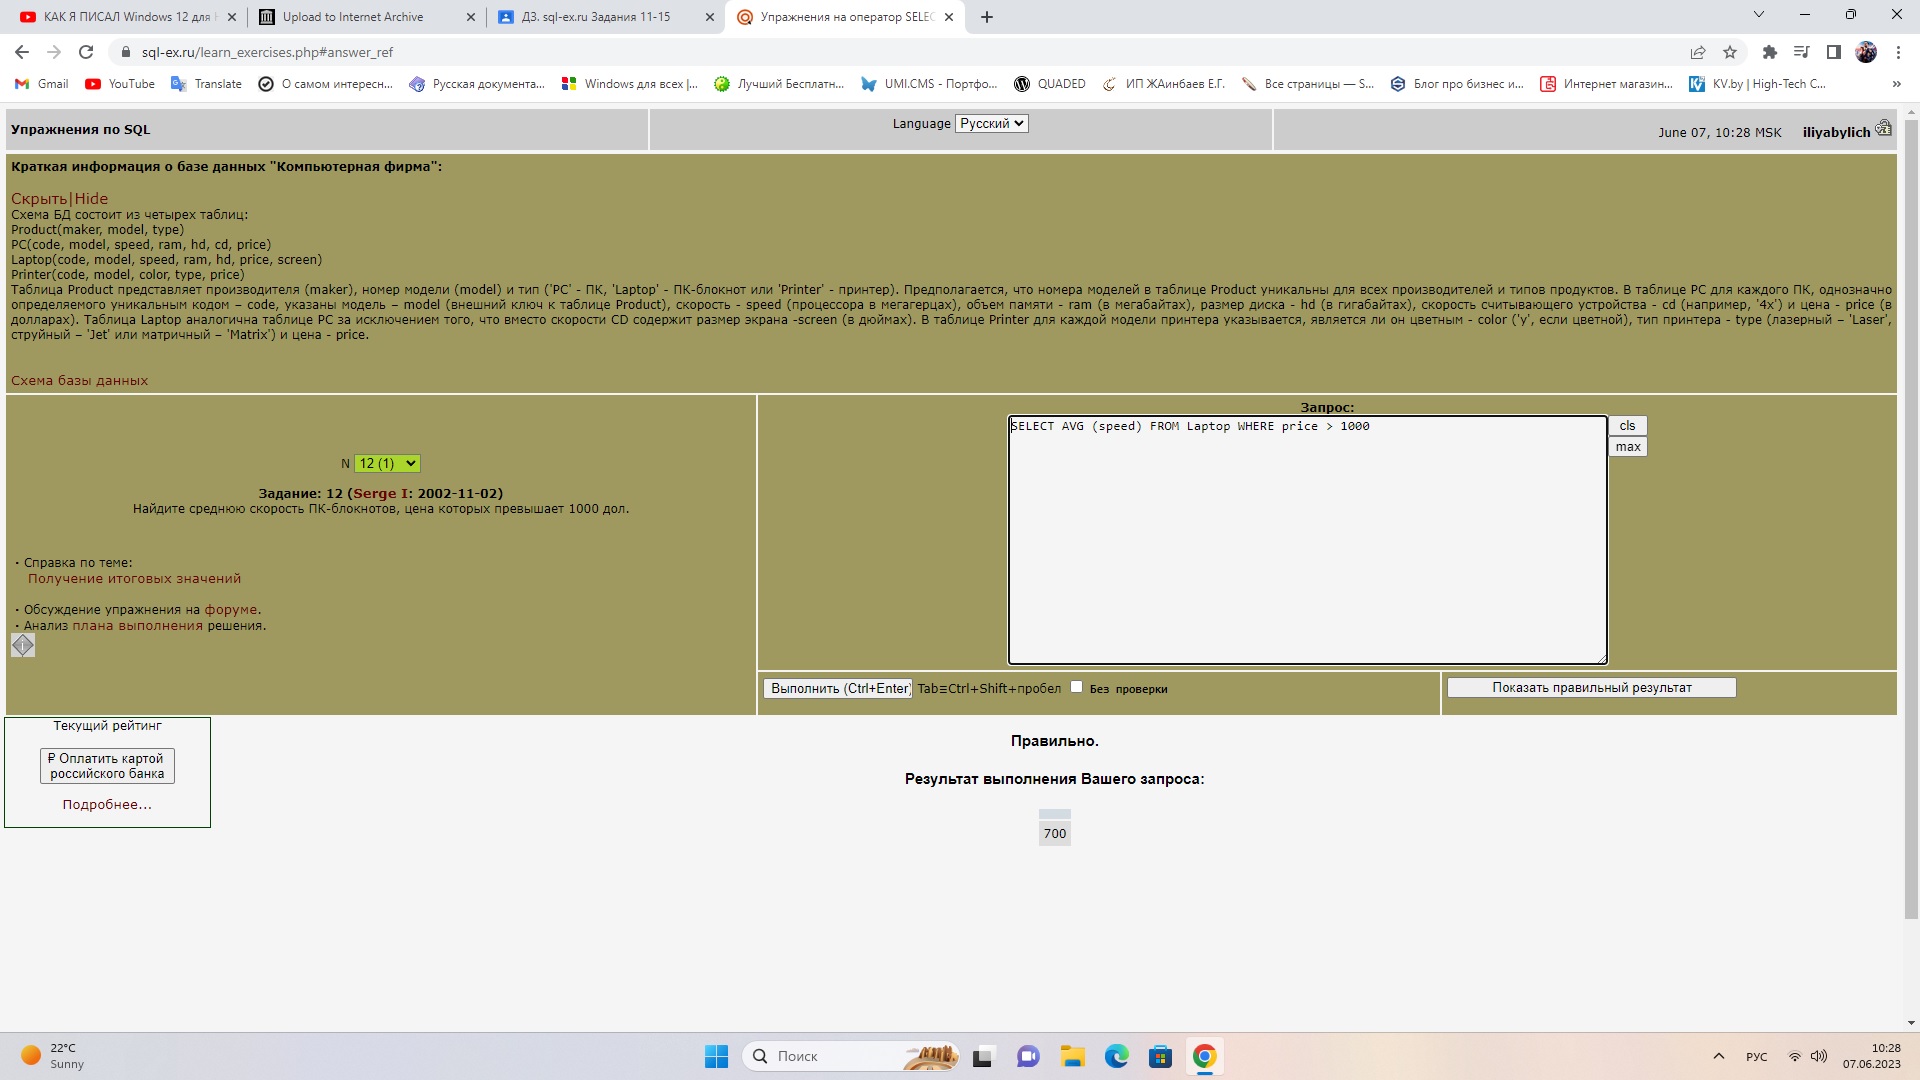 КАК Я ПИСАЛ Windows 12 для
Upload to Internet Archive
ДЗ. sql-ex.ru Задания 11-15
Упражнения на оператор SELEC
sql-ex.ru/learn_exercises.php#answer_ref
Gmail
YouTube
Translate
О самом интересн...
Русская документа...
Windows для всех |...
Лучший Бесплатн...
UMI.CMS - Портфо...
QUADED
ИП ЖАинбаев Е.Г.
Все страницы — S...
Блог про бизнес и...
Интернет магазин...
KV.by | High-Tech С...
»
Упражнения по SQL
Language Русский
June 07, 10:28 MSK iliyabylich
Краткая информация о базе данных "Компьютерная фирма":
Скрыть|Hide
Схема БД состоит из четырех таблиц:
Product(maker, model, type)
PC(code, model, speed, ram, hd, cd, price)
Laptop(code, model, speed, ram, hd, price, screen)
Printer(code, model, color, type, price)
Таблица Product представляет производителя (maker), номер модели (model) и тип ('PC' - ПК, 'Laptop' - ПК-блокнот или 'Printer' - принтер). Предполагается, что номера моделей в таблице Product уникальны для всех производителей и типов продуктов. В таблице PC для каждого ПК, однозначно
определяемого уникальным кодом – code, указаны модель – model (внешний ключ к таблице Product), скорость - speed (процессора в мегагерцах), объем памяти - ram (в мегабайтах), размер диска - hd (в гигабайтах), скорость считывающего устройства - cd (например, '4x') и цена - price (в
долларах). Таблица Laptop аналогична таблице РС за исключением того, что вместо скорости CD содержит размер экрана -screen (в дюймах). В таблице Printer для каждой модели принтера указывается, является ли он цветным - color ('y', если цветной), тип принтера - type (лазерный – 'Laser',
струйный – 'Jet' или матричный – 'Matrix') и цена - price.
Схема базы данных
N 12 (1)
Задание: 12 (Serge I: 2002-11-02)
Найдите среднюю скорость ПК-блокнотов, цена которых превышает 1000 дол.
• Справка по теме:
Получение итоговых значений
• Обсуждение упражнения на форуме.
• Анализ плана выполнения решения.
Запрос:
SELECT AVG (speed) FROM Laptop WHERE price > 1000
cls
max
Выполнить (Ctrl+Enter)
Tab≡Ctrl+Shift+пробел
Без проверки
Показать правильный результат
Текущий рейтинг
₽ Оплатить картой
российского банка
Подробнее...
Правильно.
Результат выполнения Вашего запроса:
700
22°C
Sunny
Поиск
РУС
10:28
07.06.2023